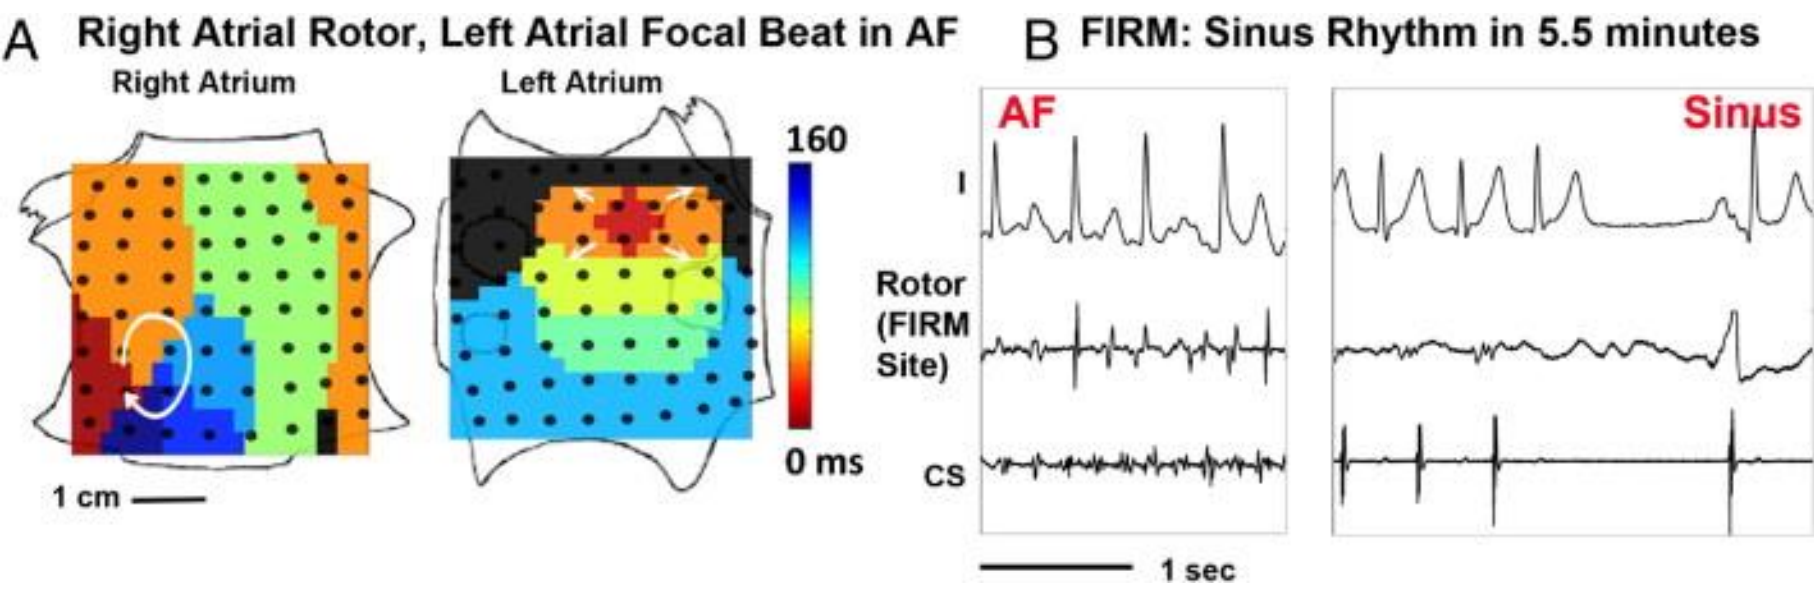 A Right Atrial Rotor, Left Atrial Focal Beat in AF
Right Atrium
Left Atrium
160
0 ms
1 cm
B FIRM: Sinus Rhythm in 5.5 minutes
AF
Sinus
I
Rotor
(FIRM
Site)
CS
1 sec